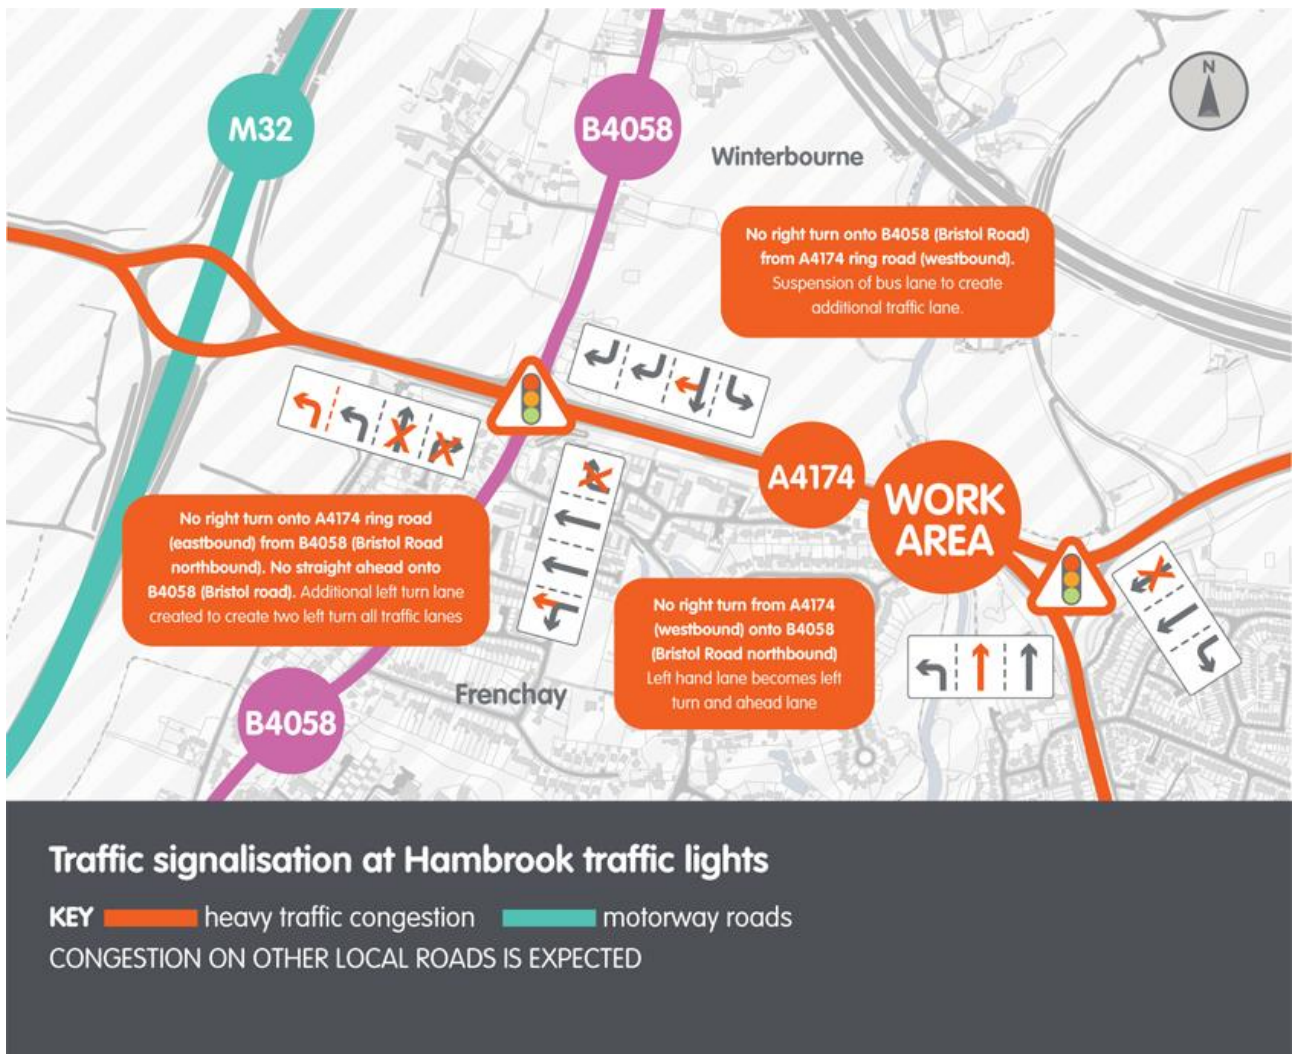 N
M32
B4058
Winterbourne
No right turn onto B4058 (Bristol Road)
from A4174 ring road (westbound).
Suspension of bus lane to create
additional traffic lane.
A4174
WORK
AREA
No right turn onto A4174 ring road
(eastbound) from B4058 (Bristol Road
northbound). No straight ahead onto
B4058 (Bristol road). Additional left turn lane
created to create two left turn all traffic lanes
No right turn from A4174
(westbound) onto B4058
(Bristol Road northbound)
Left hand lane becomes left
turn and ahead lane
Frenchay
B4058
Traffic signalisation at Hambrook traffic lights
KEY heavy traffic congestion motorway roads
CONGESTION ON OTHER LOCAL ROADS IS EXPECTED